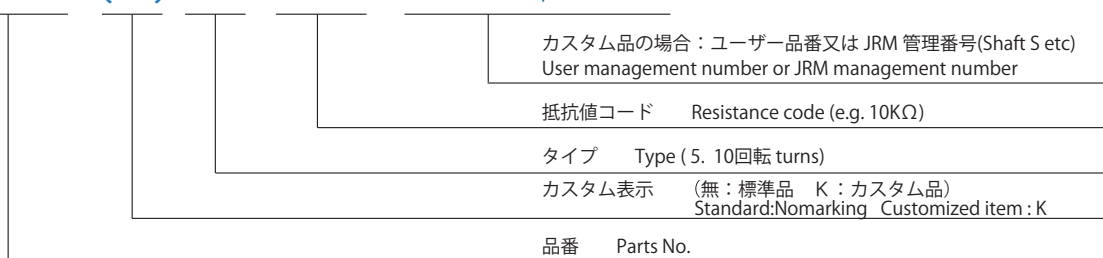 カスタム品の場合：ユーザー品番又は JRM 管理番号(Shaft S etc)
User management number or JRM management number
抵抗値コード Resistance code (e.g. 10KΩ)
タイプ Type ( 5. 10回転 turns)
カスタム表示 （無：標準品 K：カスタム品）
Standard:Nomarking Customized item : K
品番 Parts No.